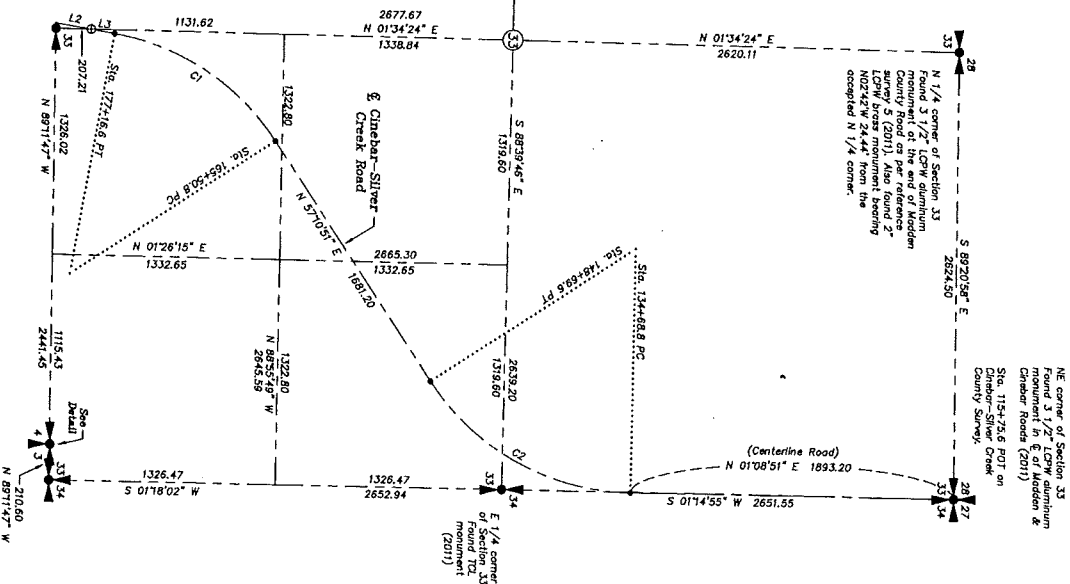 NE corner of Section 33
Found 3 1/2" LCPW aluminum
monument in ℄ of Madden &
Cinebar Roads (2011)
Sta. 115+75.6 POT on
Cinebar-Silver Creek
County Survey.
28
27
33
34
(Centerline Road)
N 01°08'51" E 1893.20
S 01°14'55" W 2651.55
S 89°20'58" E
2624.50
28
33
N 1/4 corner of Section 33
Found 3 1/2" LCPW aluminum
monument at the end of Madden
County Road as per reference
survey 5 (2011). Also found 2"
LCPW brass monument bearing
N02°42'W 24.44' from the
accepted N 1/4 corner.
N 01°34'24" E
2620.11
33
2677.67
N 01°34'24" E
1338.84
1131.62
L2
L3
33
207.21
Sta. 177+16.6 PT
C1
1322.80
S 88°39'46" E
1319.60
℄ Cinebar-Silver
Creek Road
Sta. 165+50.8 PC
N 57°10'51" E
1681.20
Sta. 148+69.6 PT
Sta. 134+68.8 PC
1326.02
N 89°11'47" W
N 01°26'15" E
1332.65
2665.30
1332.65
1322.80
N 88°55'49" W
2645.59
2639.20
1319.60
C2
1115.43
2441.45
See
Detail
4
3
33
34
210.60
N 89°11'47" W
1326.47
S 01°18'02" W
1326.47
2652.94
33
34
E 1/4 corner
of Section 33
Found TCL
monument
(2011)